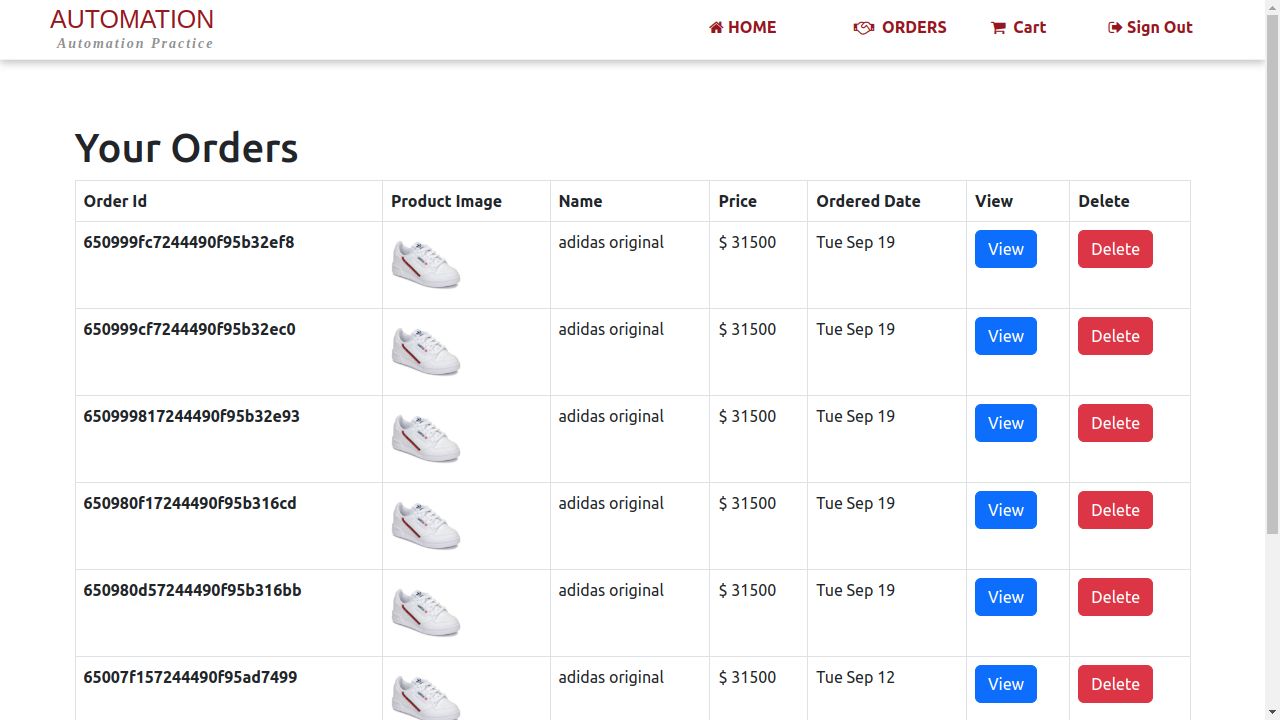 AUTOMATION
Automation Practice
HOME
ORDERS
Cart
Sign Out
Your Orders
Order Id Product Image Name Price Ordered Date View Delete
650999fc7244490f95b32ef8 adidas original $ 31500 Tue Sep 19 View Delete
650999cf7244490f95b32ec0 adidas original $ 31500 Tue Sep 19 View Delete
650999817244490f95b32e93 adidas original $ 31500 Tue Sep 19 View Delete
650980f17244490f95b316cd adidas original $ 31500 Tue Sep 19 View Delete
650980d57244490f95b316bb adidas original $ 31500 Tue Sep 19 View Delete
65007f157244490f95ad7499 adidas original $ 31500 Tue Sep 12 View Delete